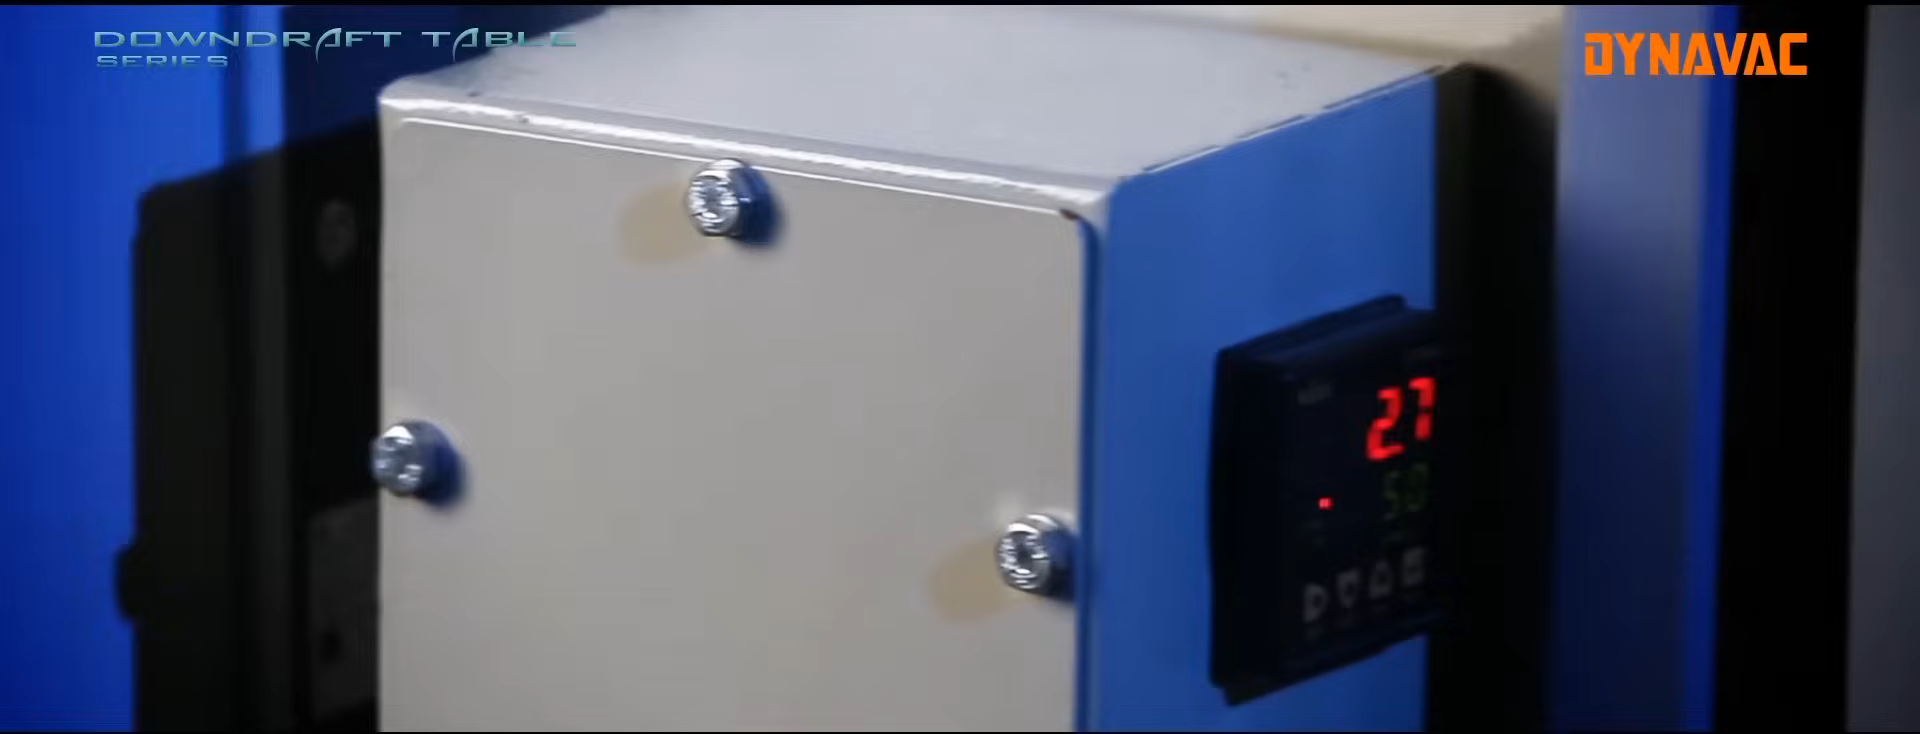 DOWNDRAFT TABLE
SERIES
DYNAVAC
27
50